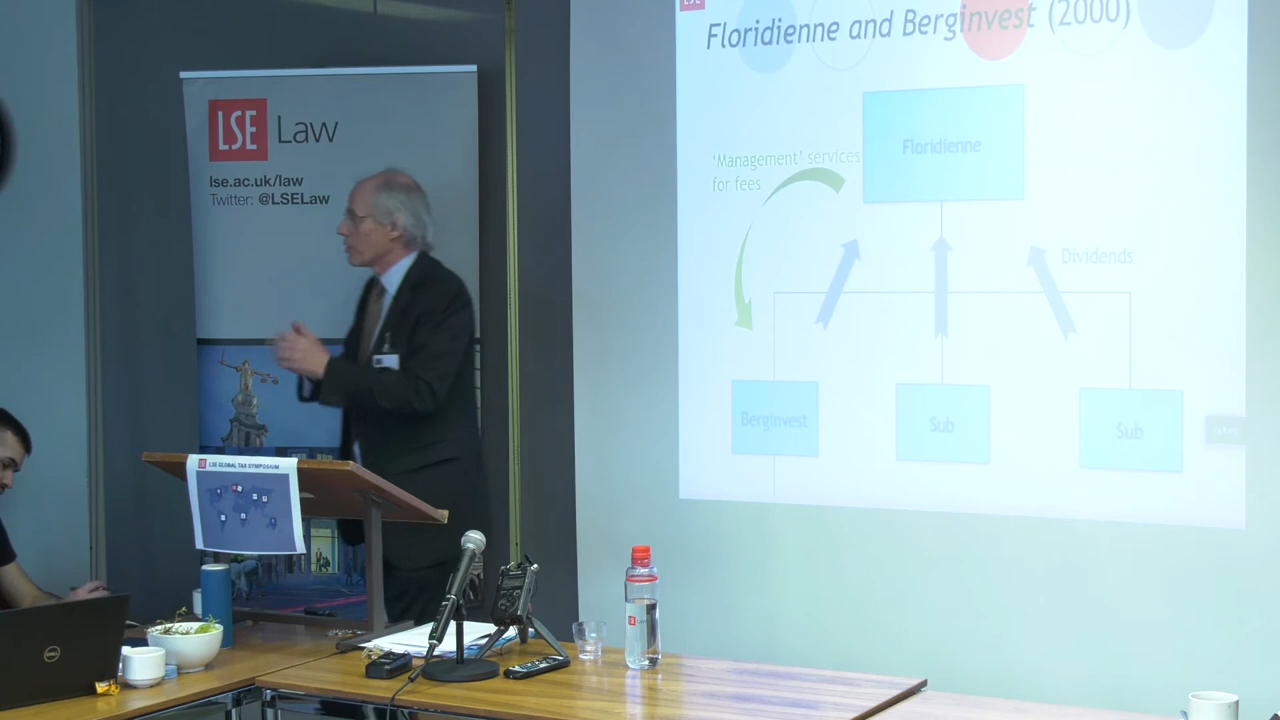 LSE
Floridienne and Berginvest (2000)
LSE Law
lse.ac.uk/law
Twitter: @LSELaw
'Management' services
for fees
Floridienne
Dividends
Berginvest
Sub
Sub
LSE GLOBAL TAX SYMPOSIUM
DELL